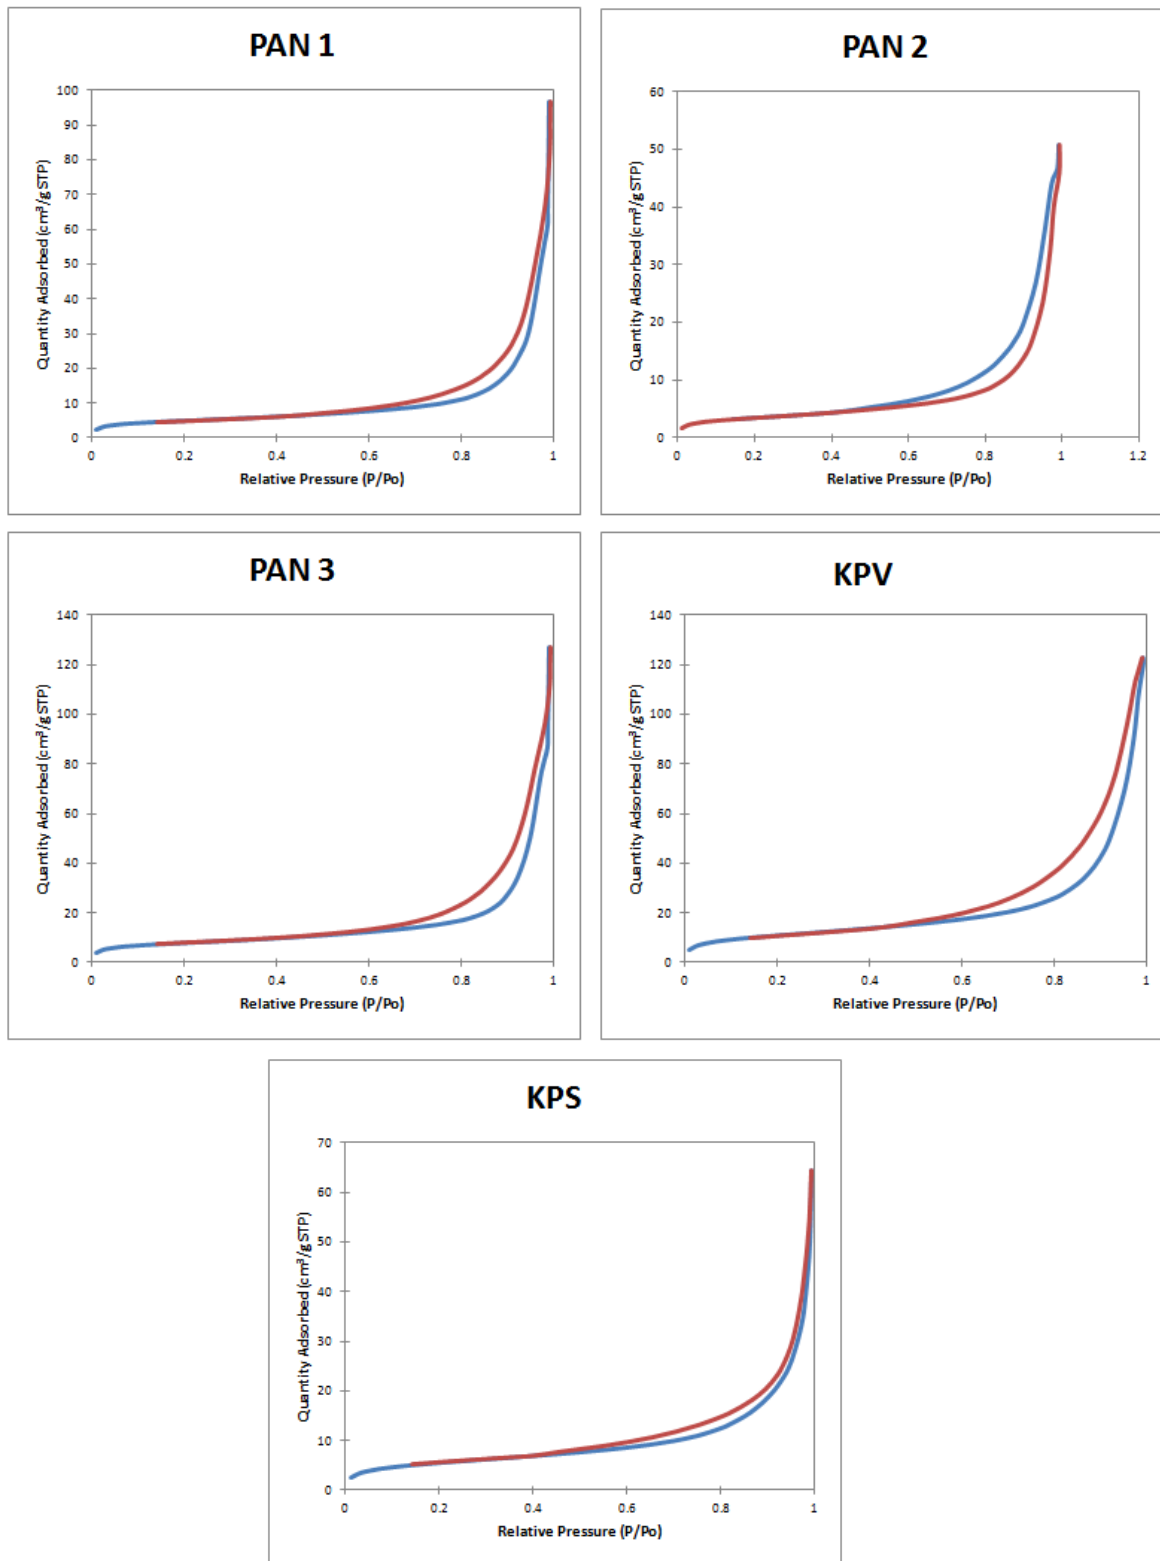 PAN 1
100
90
80
70
60
50
40
30
20
10
0
Quantity Adsorbed (cm³/g STP)
0 0.2 0.4 0.6 0.8 1
Relative Pressure (P/Po)
PAN 2
60
50
40
30
20
10
0
Quantity Adsorbed (cm³/g STP)
0 0.2 0.4 0.6 0.8 1 1.2
Relative Pressure (P/Po)
PAN 3
140
120
100
80
60
40
20
0
Quantity Adsorbed (cm³/g STP)
0 0.2 0.4 0.6 0.8 1
Relative Pressure (P/Po)
KPV
140
120
100
80
60
40
20
0
Quantity Adsorbed (cm³/g STP)
0 0.2 0.4 0.6 0.8 1
Relative Pressure (P/Po)
KPS
70
60
50
40
30
20
10
0
Quantity Adsorbed (cm³/g STP)
0 0.2 0.4 0.6 0.8 1
Relative Pressure (P/Po)